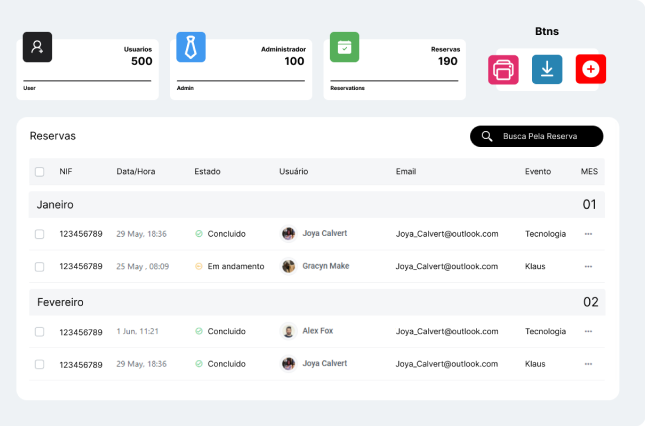 Btns
Usuarios
500
User
Administrador
100
Admin
Reservas
190
Reservations
Reservas
Busca Pela Reserva
NIF Data/Hora Estado Usuário Email Evento MES
Janeiro 01
123456789 29 May. 18:36 Concluido Joya Calvert Joya_Calvert@outlook.com Tecnologia ...
123456789 25 May . 08:09 Em andamento Gracyn Make Joya_Calvert@outlook.com Klaus ...
Fevereiro 02
123456789 1 Jun. 11:21 Concluido Alex Fox Joya_Calvert@outlook.com Tecnologia ...
123456789 29 May. 18:36 Concluido Joya Calvert Joya_Calvert@outlook.com Klaus ...